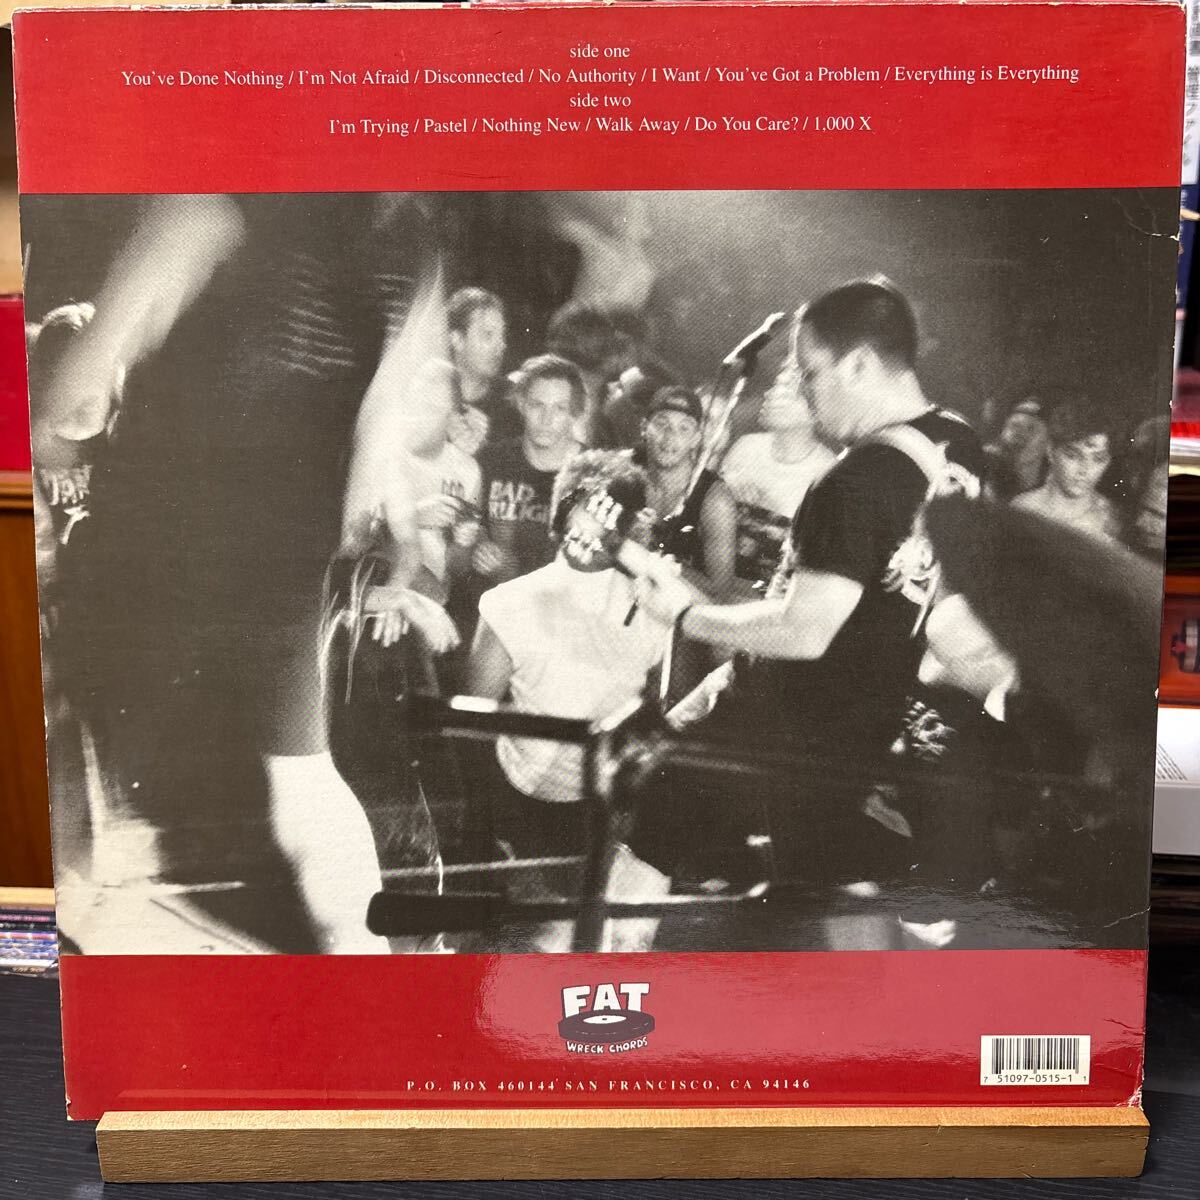 side one
You've Done Nothing / I'm Not Afraid / Disconnected / No Authority / I Want / You've Got a Problem / Everything is Everything
side two
I'm Trying / Pastel / Nothing New / Walk Away / Do You Care? / 1,000 X
BAD
RELIGION
FAT
WRECK CHORDS
P.O. BOX 460144 SAN FRANCISCO, CA 94146
7 51097-0515-1 1